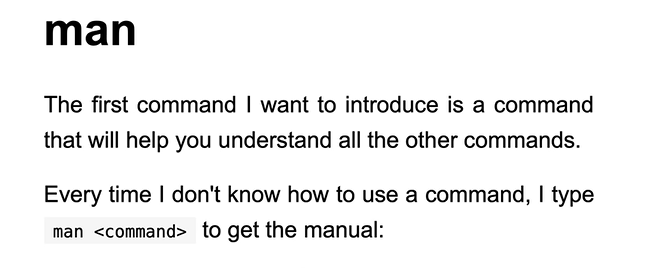 man
The first command I want to introduce is a command
that will help you understand all the other commands.
Every time I don't know how to use a command, I type
man <command> to get the manual: